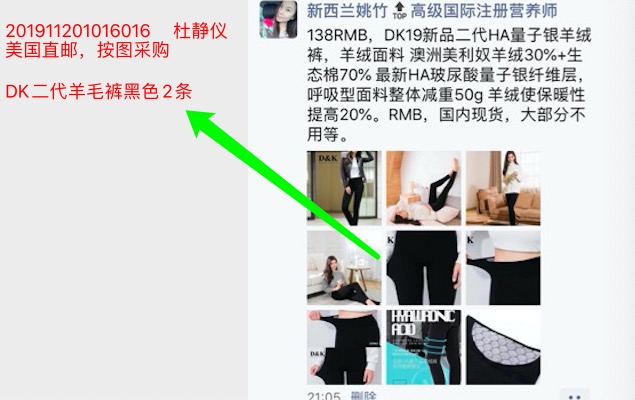 201911201016016 杜静仪
美国直邮，按图采购
DK二代羊毛裤黑色2条
新西兰姚竹 TOP 高级国际注册营养师
138RMB，DK19新品二代HA量子银羊绒
裤，羊绒面料 澳洲美利奴羊绒30%+生
态棉70% 最新HA玻尿酸量子银纤维层，
呼吸型面料整体减重50g 羊绒使保暖性
提高20%。RMB，国内现货，大部分不
用等。
D&K
K
K
D&K
D&K
HYALURONIC
ACID
21:05 删除